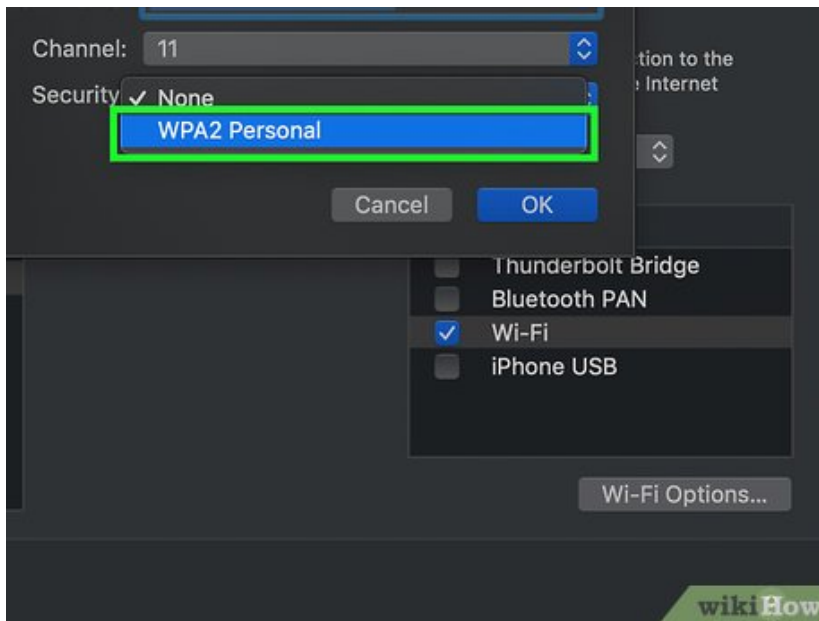 Channel: 11
tion to the
Internet
Security
✓ None
WPA2 Personal
Cancel OK
Thunderbolt Bridge
Bluetooth PAN
Wi-Fi
iPhone USB
Wi-Fi Options...
wikiHow